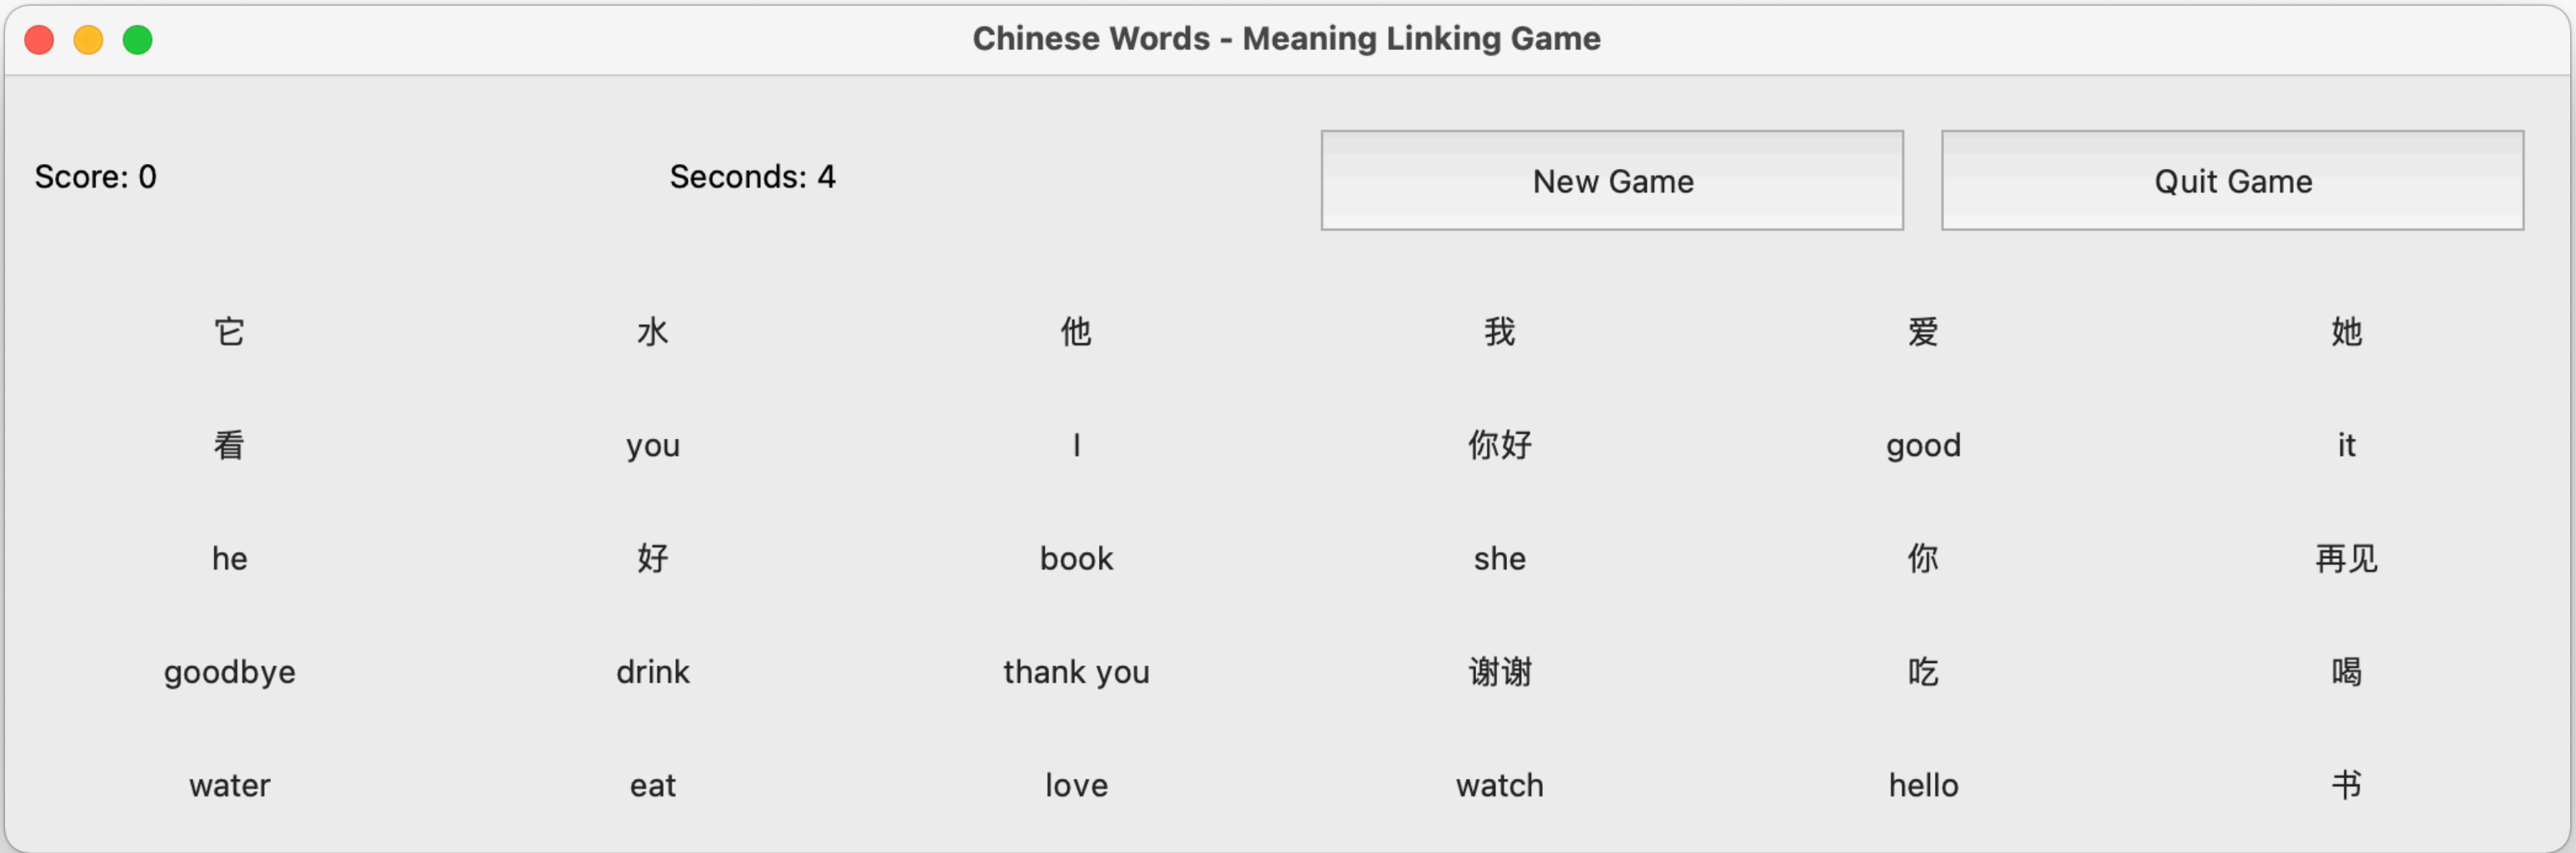 Chinese Words - Meaning Linking Game
Score: 0 Seconds: 4 New Game Quit Game
它 水 他 我 爱 她
看 you I 你好 good it
he 好 book she 你 再见
goodbye drink thank you 谢谢 吃 喝
water eat love watch hello 书